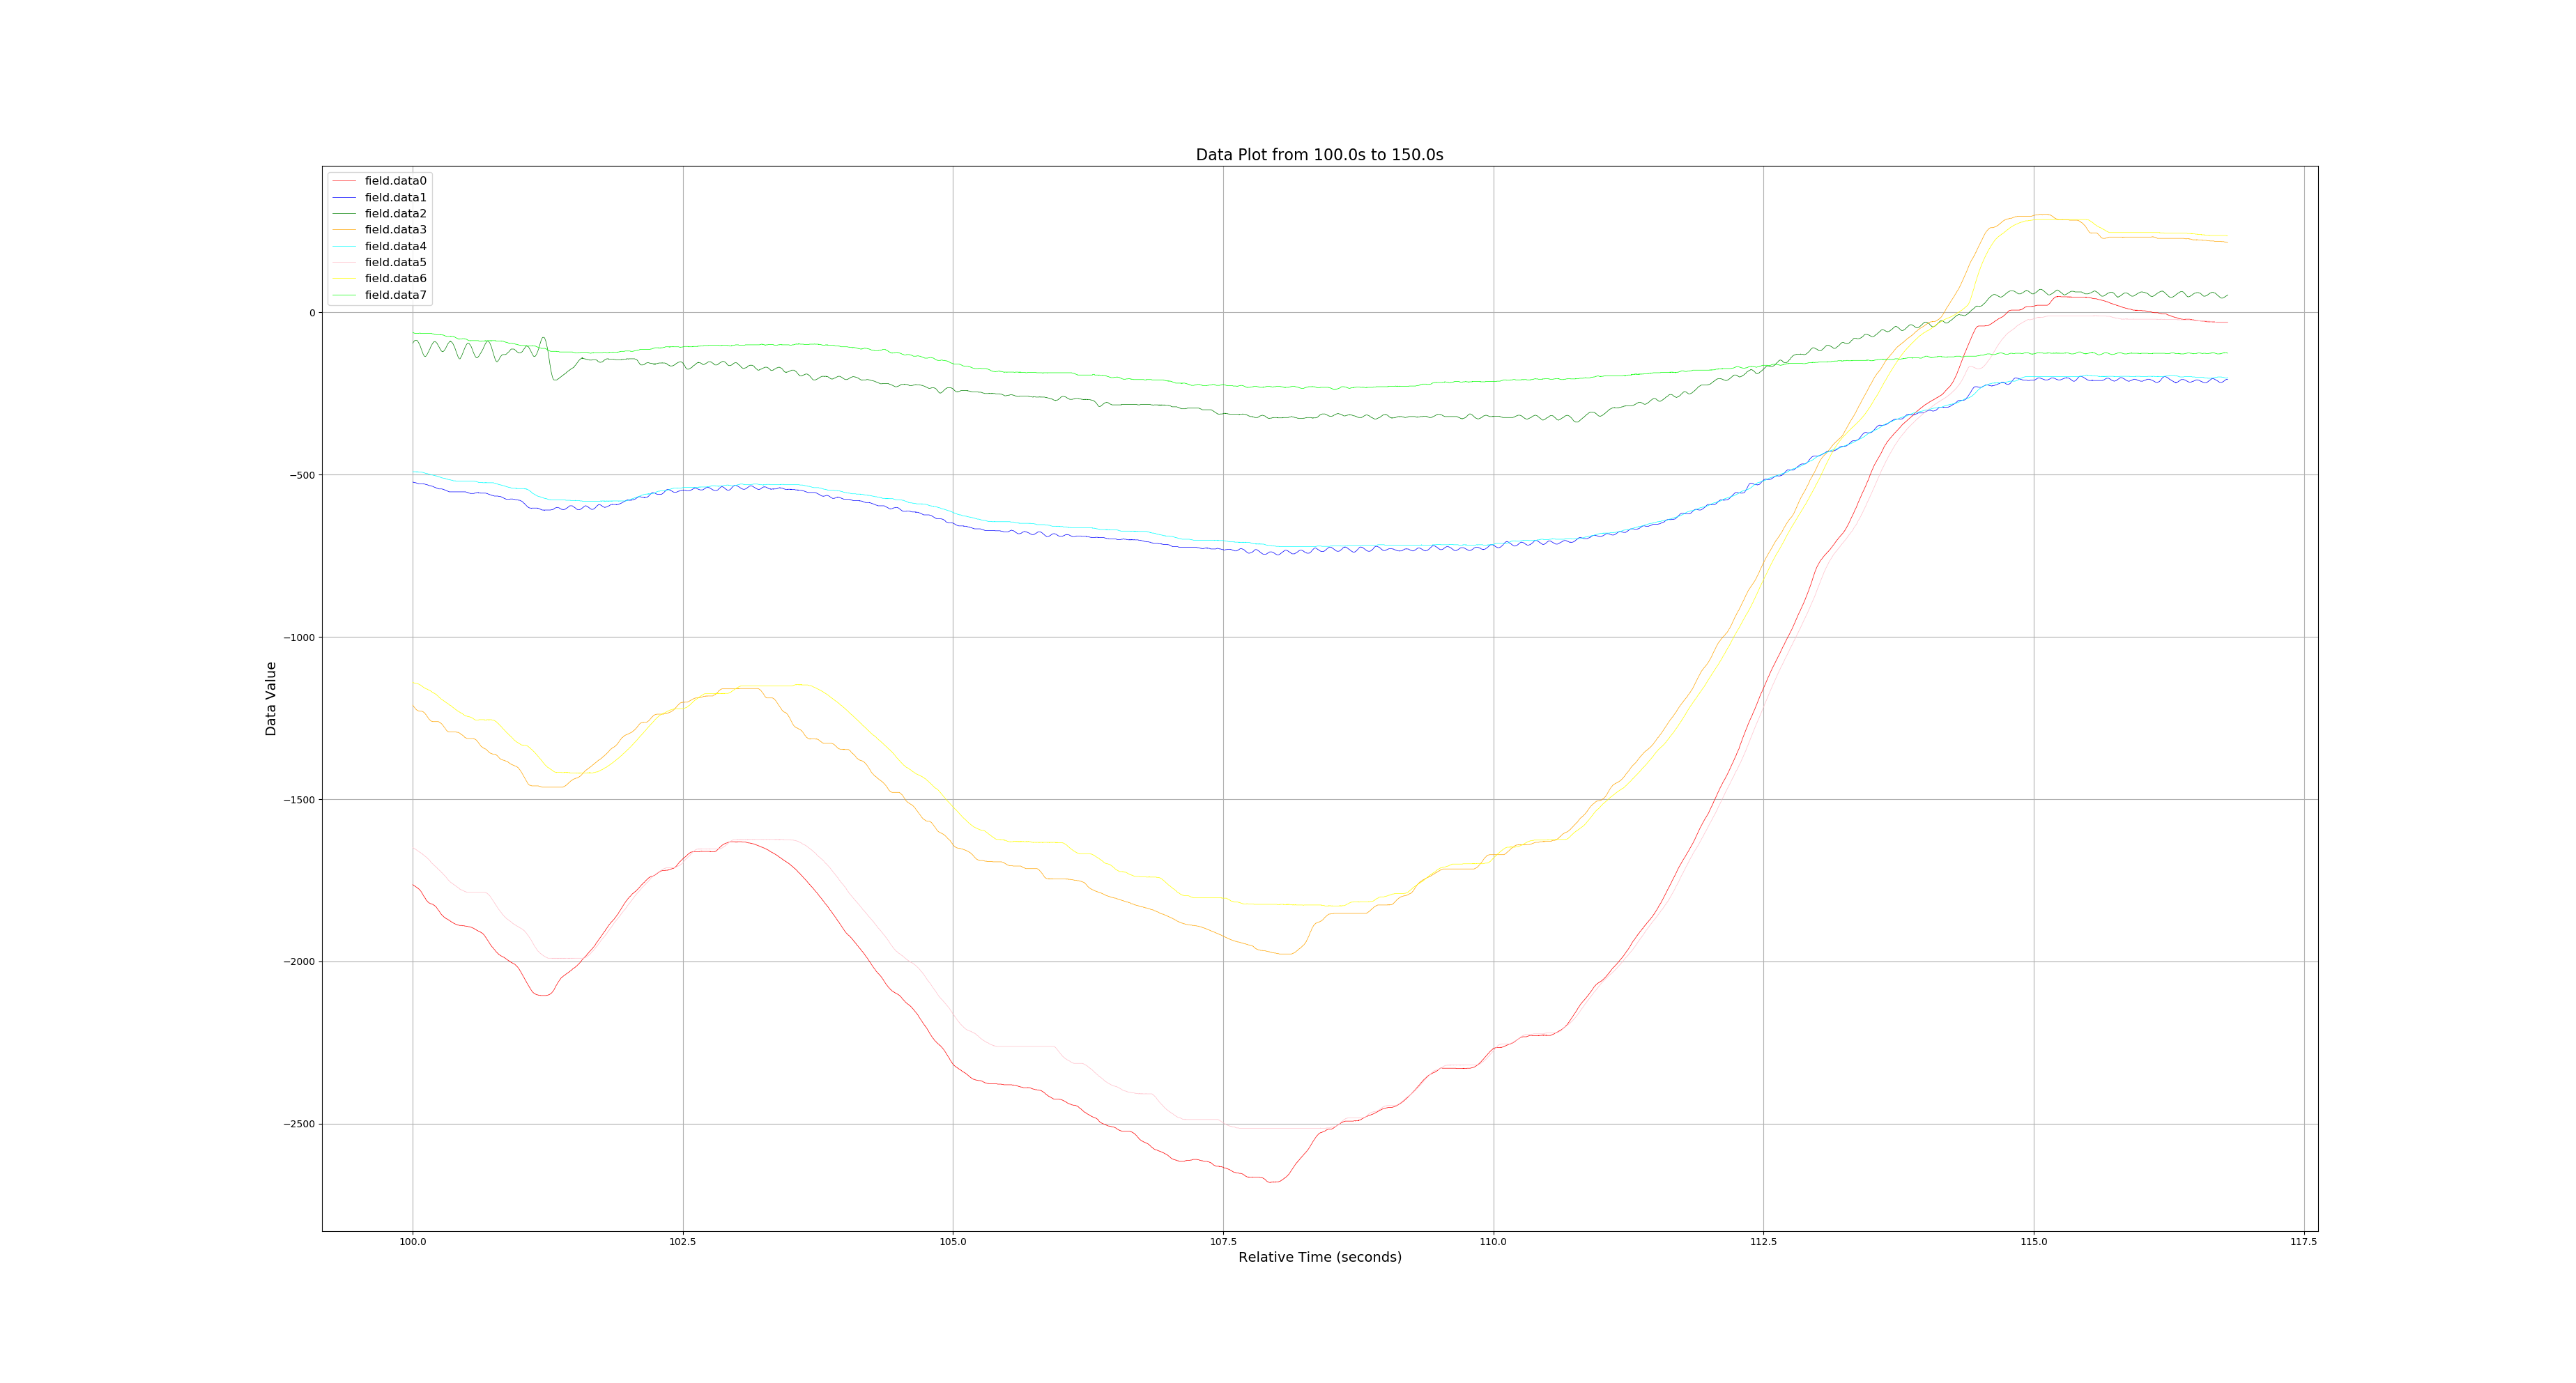 Data Plot from 100.0s to 150.0s
field.data0
field.data1
field.data2
field.data3
field.data4
field.data5
field.data6
field.data7
Data Value
0
−500
−1000
−1500
−2000
−2500
100.0 102.5 105.0 107.5 110.0 112.5 115.0 117.5
Relative Time (seconds)